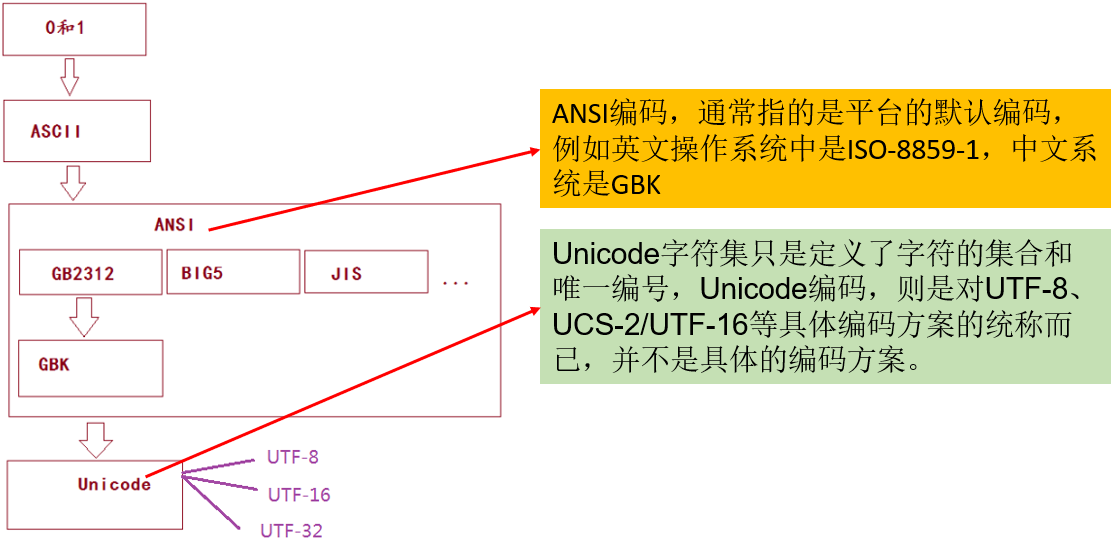 0和1
ASCII
ANSI
GB2312
BIG5
JIS
...
GBK
Unicode
UTF-8
UTF-16
UTF-32
ANSI编码，通常指的是平台的默认编码，
例如英文操作系统中是ISO-8859-1，中文系
统是GBK
Unicode字符集只是定义了字符的集合和
唯一编号，Unicode编码，则是对UTF-8、
UCS-2/UTF-16等具体编码方案的统称而
已，并不是具体的编码方案。